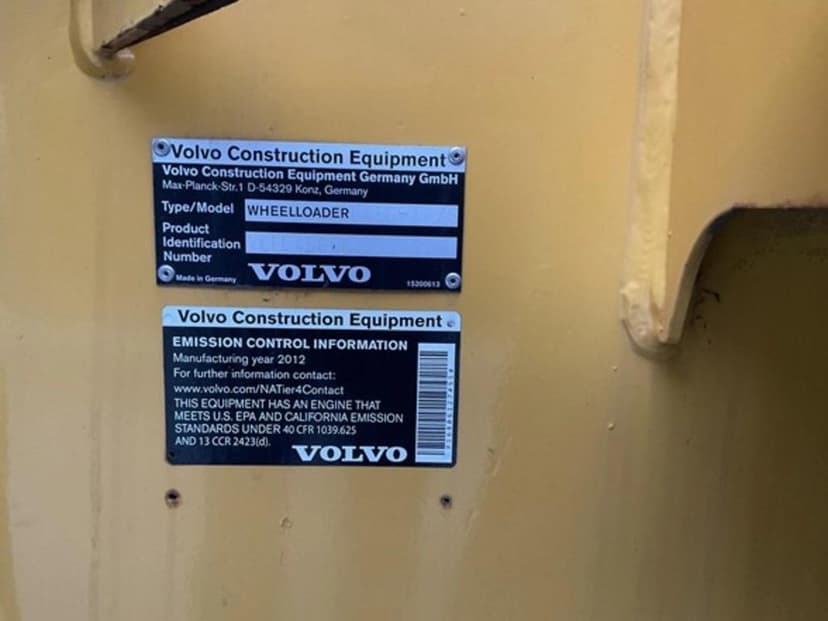 Volvo Construction Equipment
Volvo Construction Equipment Germany GmbH
Max-Planck-Str.1 D-54329 Konz, Germany
Type/Model WHEELLOADER
Product
Identification
Number
Made in Germany VOLVO 15200613
Volvo Construction Equipment
EMISSION CONTROL INFORMATION
Manufacturing year 2012
For further information contact:
www.volvo.com/NATier4Contact
THIS EQUIPMENT HAS AN ENGINE THAT
MEETS U.S. EPA AND CALIFORNIA EMISSION
STANDARDS UNDER 40 CFR 1039.625
AND 13 CCR 2423(d).
VOLVO